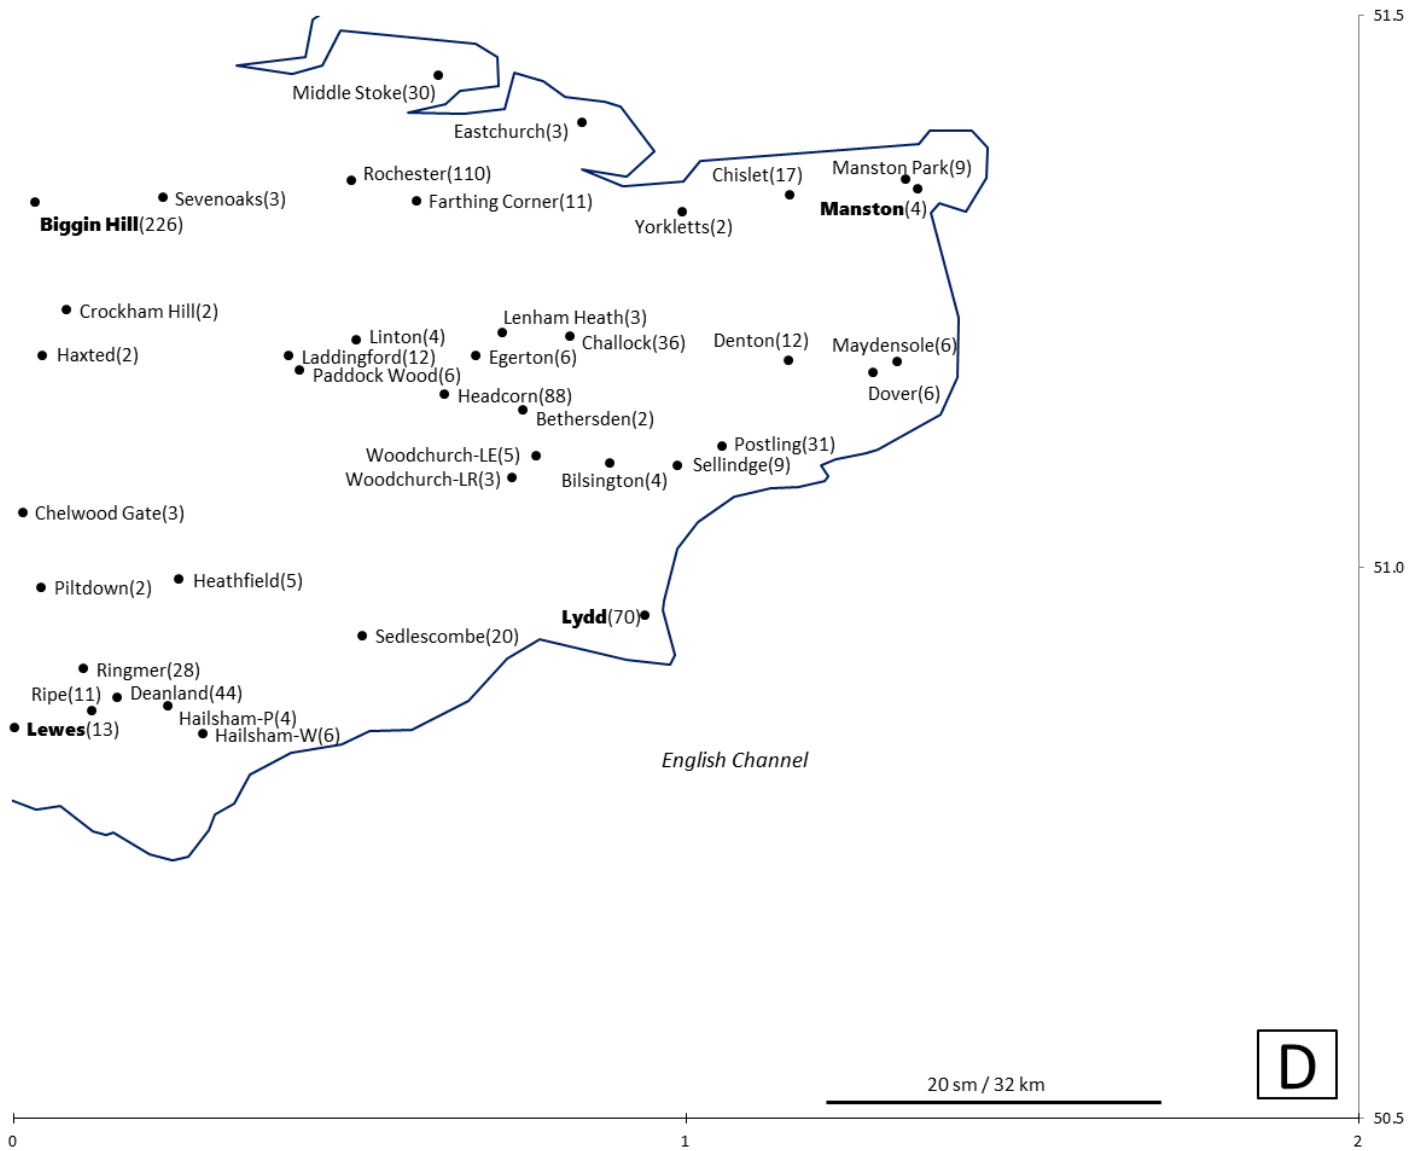 51.5
Middle Stoke(30)
Eastchurch(3)
Manston Park(9)
Rochester(110)
Chislet(17)
Sevenoaks(3)
Farthing Corner(11)
Manston(4)
Biggin Hill(226)
Yorkletts(2)
Crockham Hill(2)
Lenham Heath(3)
Linton(4)
Challock(36)
Denton(12)
Maydensole(6)
Haxted(2)
Laddingford(12)
Egerton(6)
Paddock Wood(6)
Dover(6)
Headcorn(88)
Bethersden(2)
Postling(31)
Woodchurch-LE(5)
Sellindge(9)
Woodchurch-LR(3)
Bilsington(4)
Chelwood Gate(3)
51.0
Heathfield(5)
Piltdown(2)
Lydd(70)
Sedlescombe(20)
Ringmer(28)
Ripe(11)
Deanland(44)
Hailsham-P(4)
Lewes(13)
Hailsham-W(6)
English Channel
D
20 sm / 32 km
50.5
0
1
2